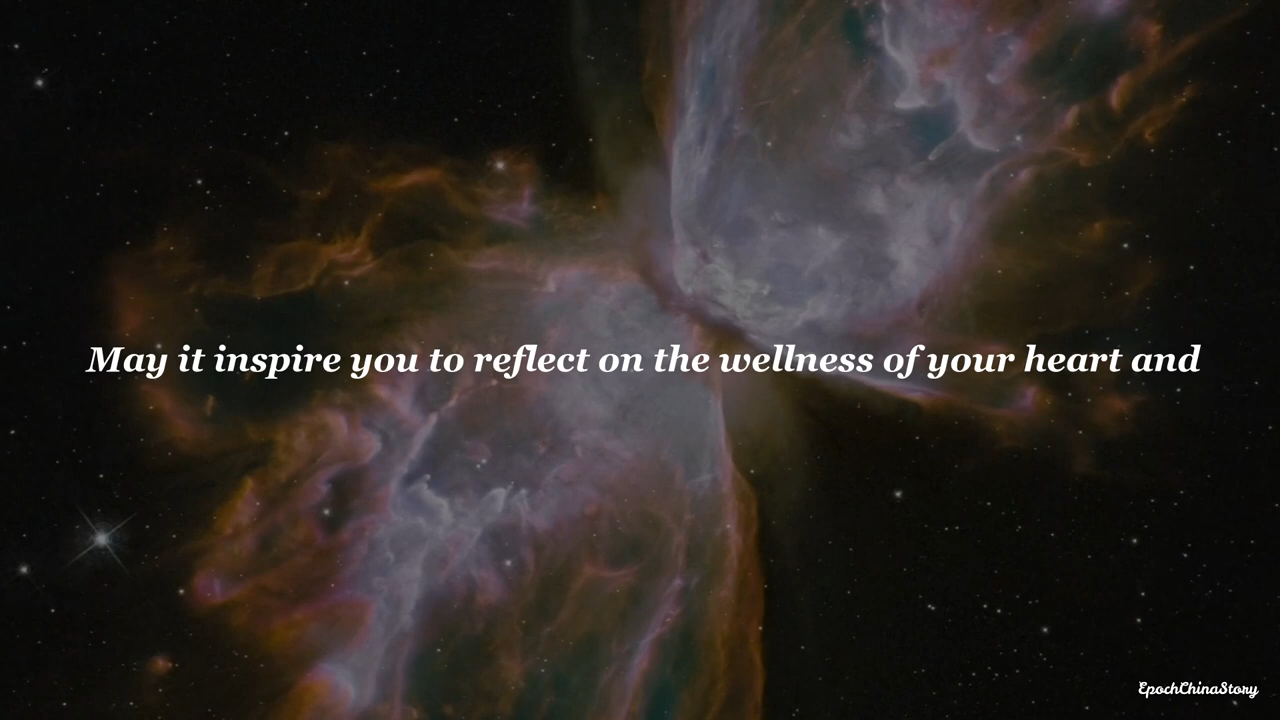 May it inspire you to reflect on the wellness of your heart and
EpochChinaStory